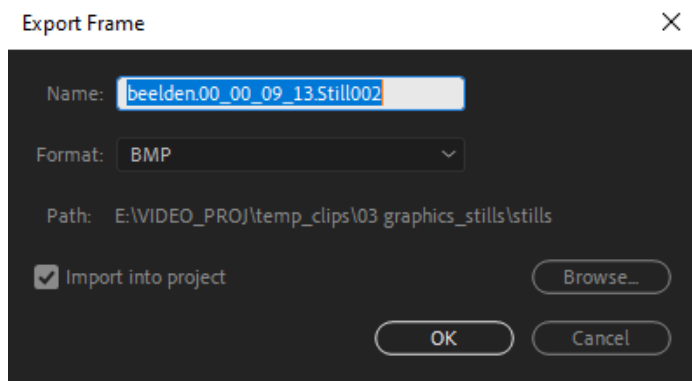 Export Frame
Name: beelden.00_00_09_13.Still002
Format: BMP
Path: E:\VIDEO_PROJ\temp_clips\03 graphics_stills\stills
Import into project
Browse...
OK
Cancel